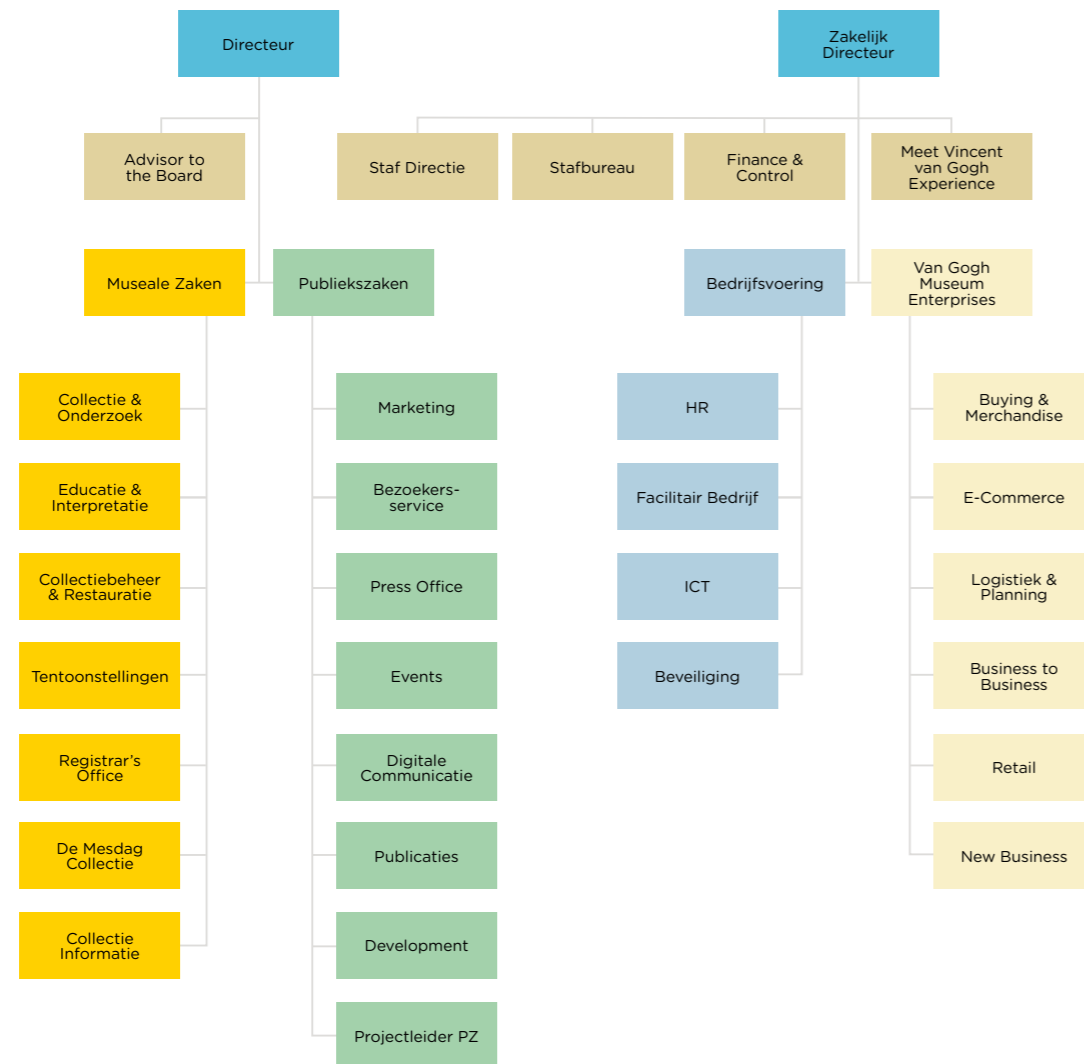 Directeur
Zakelijk
Directeur
Advisor to
the Board
Staf Directie
Stafbureau
Finance &
Control
Meet Vincent
van Gogh
Experience
Museale Zaken
Publiekszaken
Bedrijfsvoering
Van Gogh
Museum
Enterprises
Collectie &
Onderzoek
Educatie &
Interpretatie
Collectiebeheer
& Restauratie
Tentoonstellingen
Registrar's
Office
De Mesdag
Collectie
Collectie
Informatie
Marketing
Bezoekers-
service
Press Office
Events
Digitale
Communicatie
Publicaties
Development
Projectleider PZ
HR
Facilitair Bedrijf
ICT
Beveiliging
Buying &
Merchandise
E-Commerce
Logistiek &
Planning
Business to
Business
Retail
New Business